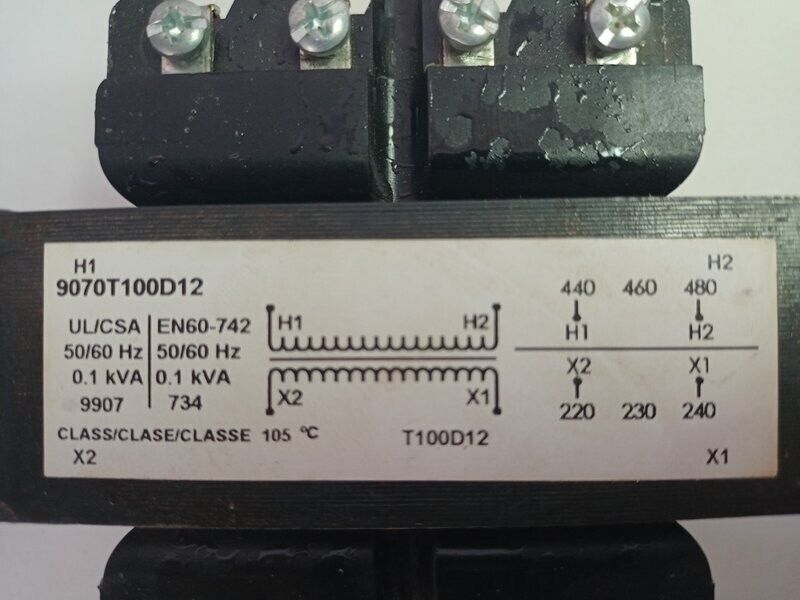 H1 H2
9070T100D12
UL/CSA EN60-742
50/60 Hz 50/60 Hz
0.1 kVA 0.1 kVA
9907 734
CLASS/CLASE/CLASSE 105 °C
X2
H1 H2
X2 X1
T100D12
440 460 480
H1 H2
X2 X1
220 230 240
X1